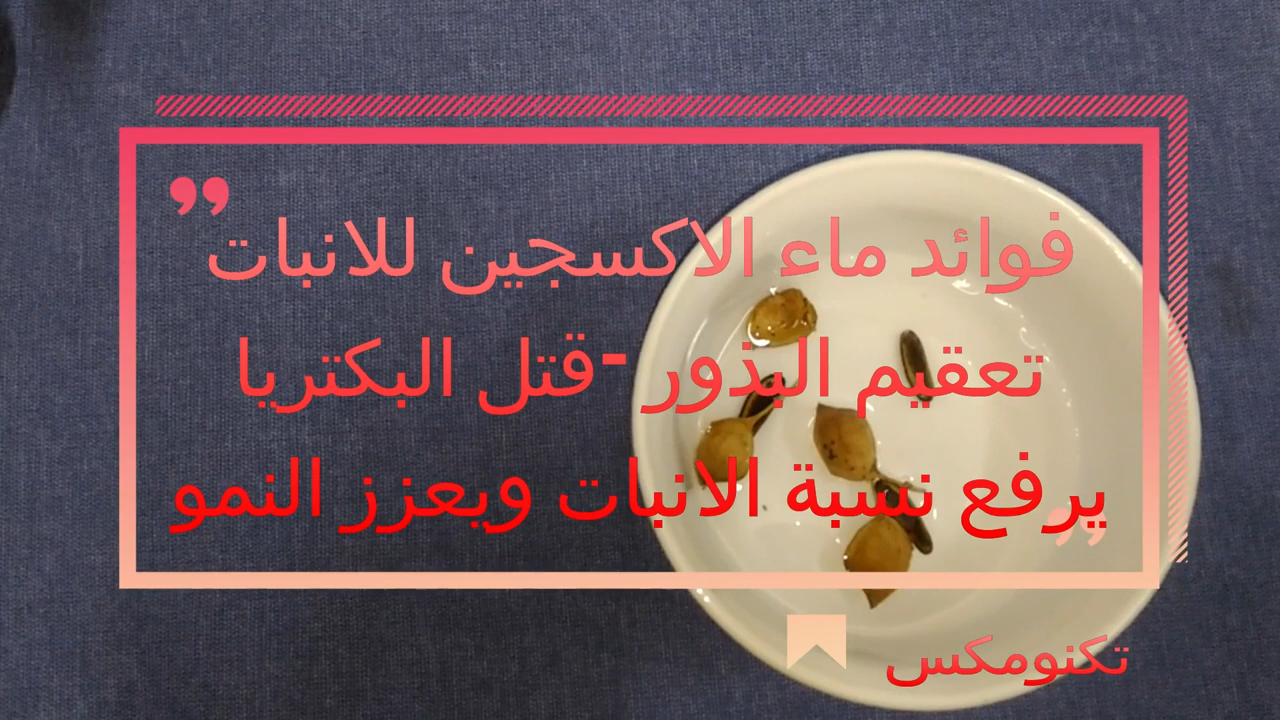 فوائد ماء الاكسجين للانبات
تعقيم البذور -قتل البكتريا
يرفع نسبة الانبات ويعزز النمو
تكنومكس